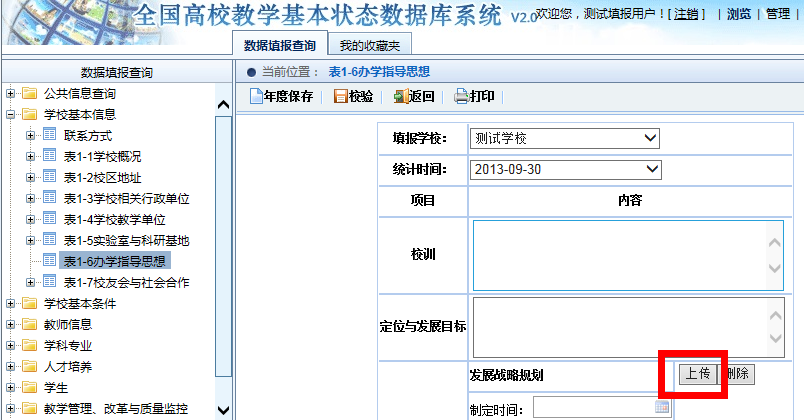 全国高校教学基本状态数据库系统 V2.0
欢迎您，测试填报用户！[ 注销 ] | 浏览 | 管理 |
数据填报查询 我的收藏夹
数据填报查询
公共信息查询
学校基本信息
联系方式
表1-1学校概况
表1-2校区地址
表1-3学校相关行政单位
表1-4学校教学单位
表1-5实验室与科研基地
表1-6办学指导思想
表1-7校友会与社会合作
学校基本条件
教师信息
学科专业
人才培养
学生
教学管理、改革与质量监控
当前位置： 表1-6办学指导思想
年度保存 校验 返回 打印
填报学校： 测试学校
统计时间： 2013-09-30
项目 内容
校训
定位与发展目标
发展战略规划 上传 删除
制定时间：